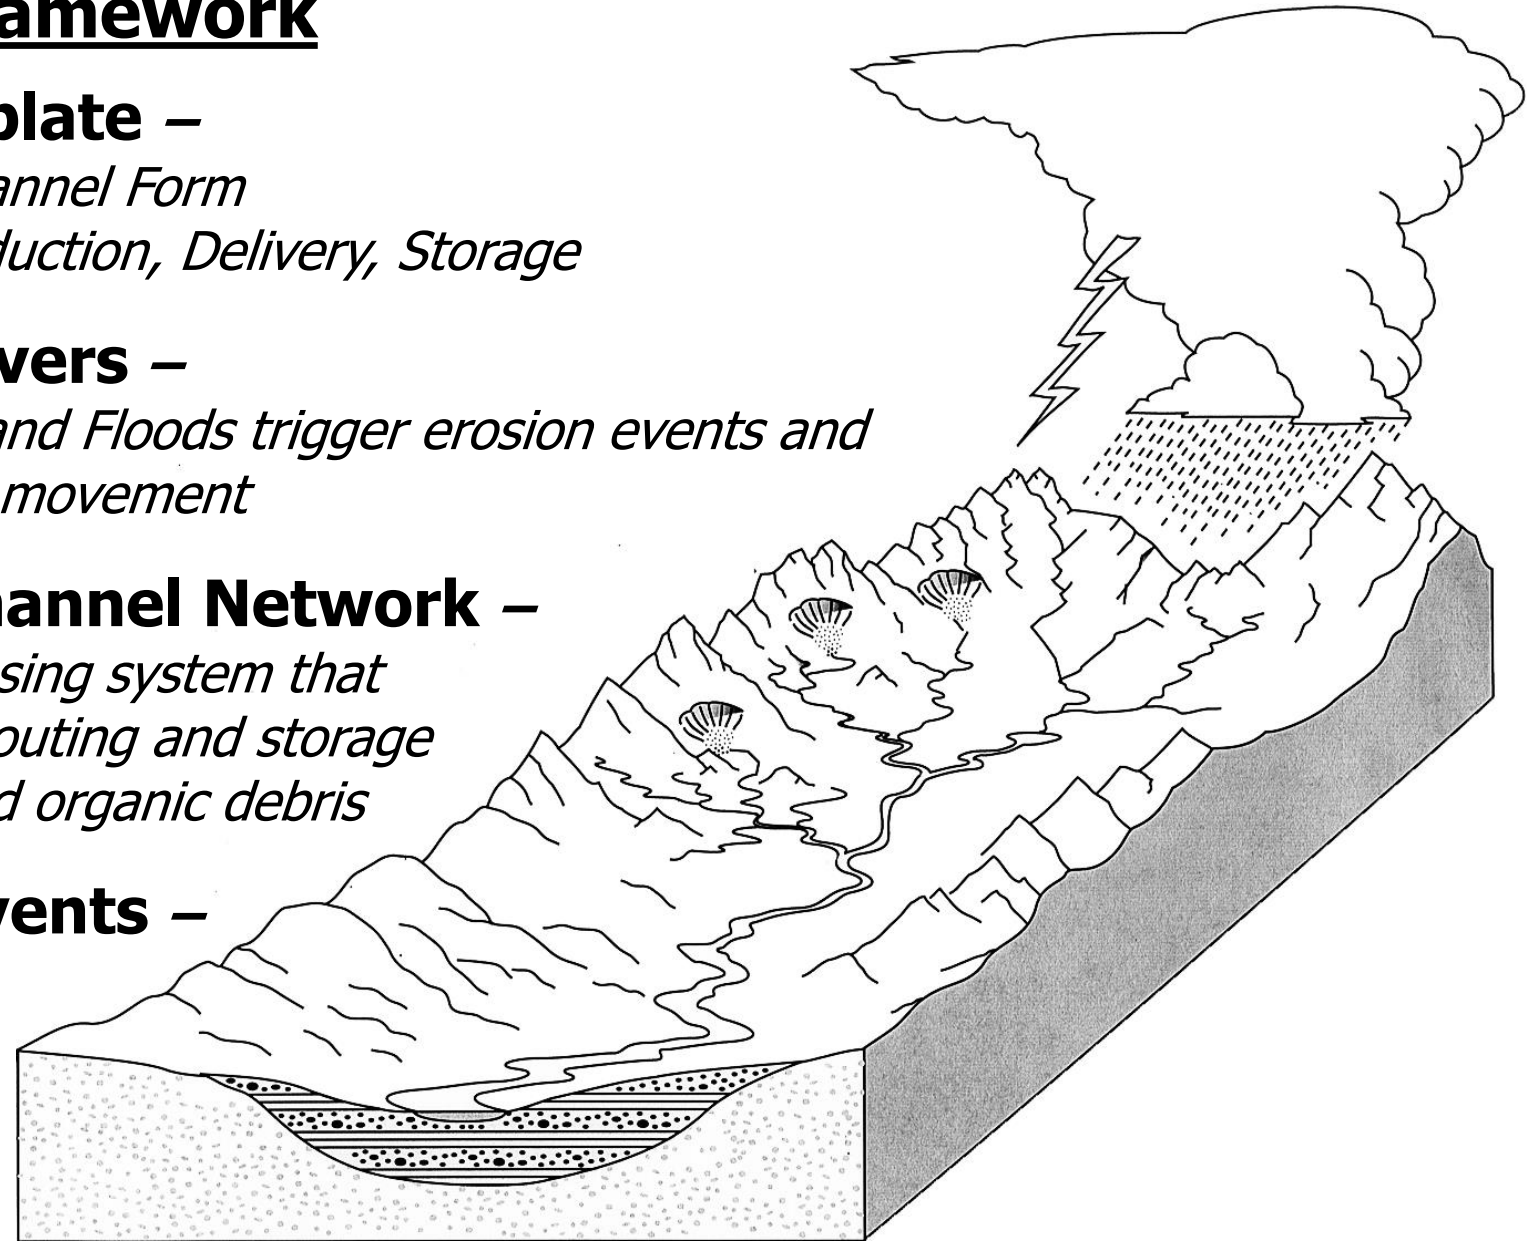 amework
plate –
annel Form
duction, Delivery, Storage
vers –
and Floods trigger erosion events and
movement
hannel Network –
sing system that
outing and storage
d organic debris
vents –